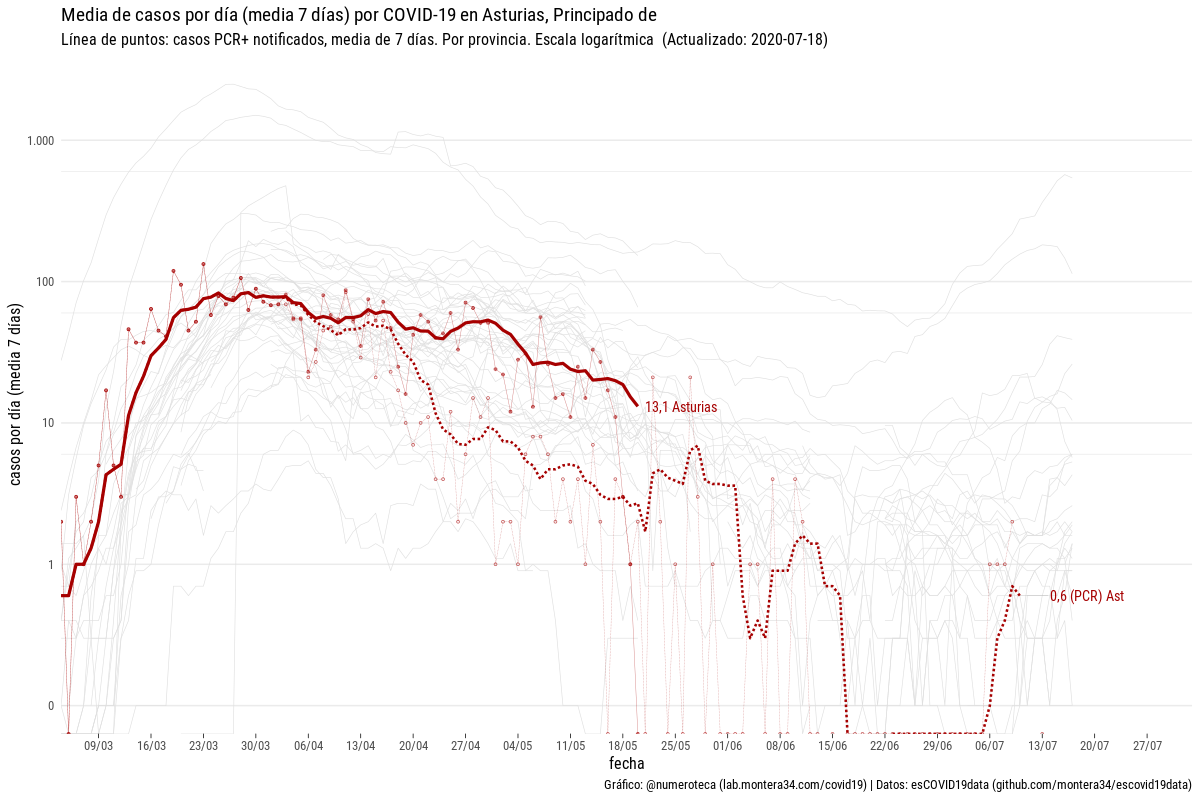 Media de casos por día (media 7 días) por COVID-19 en Asturias, Principado de
Línea de puntos: casos PCR+ notificados, media de 7 días. Por provincia. Escala logarítmica (Actualizado: 2020-07-18)
casos por día (media 7 días)
1.000
100
10
1
0
13,1 Asturias
0,6 (PCR) Ast
09/03 16/03 23/03 30/03 06/04 13/04 20/04 27/04 04/05 11/05 18/05 25/05 01/06 08/06 15/06 22/06 29/06 06/07 13/07 20/07 27/07
fecha
Gráfico: @numeroteca (lab.montera34.com/covid19) | Datos: esCOVID19data (github.com/montera34/escovid19data)